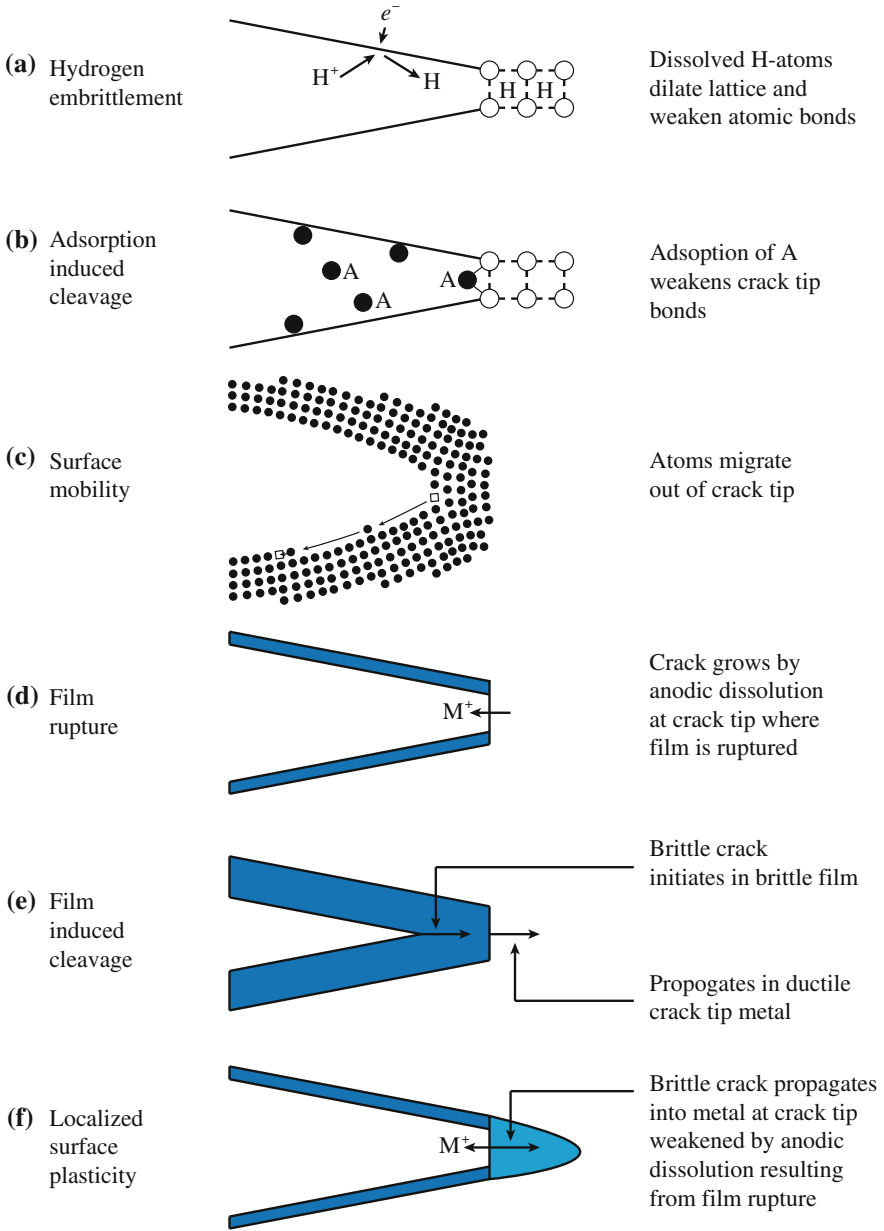 (a) Hydrogen
embrittlement
e⁻
H⁺
H
H H
Dissolved H-atoms
dilate lattice and
weaken atomic bonds
(b) Adsorption
induced
cleavage
A
A
A
Adsoption of A
weakens crack tip
bonds
(c) Surface
mobility
Atoms migrate
out of crack tip
(d) Film
rupture
M⁺
Crack grows by
anodic dissolution
at crack tip where
film is ruptured
(e) Film
induced
cleavage
Brittle crack
initiates in brittle film
Propogates in ductile
crack tip metal
(f) Localized
surface
plasticity
M⁺
Brittle crack propagates
into metal at crack tip
weakened by anodic
dissolution resulting
from film rupture